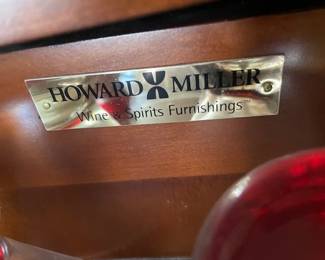 HOWARD MILLER
Wine & Spirits Furnishings